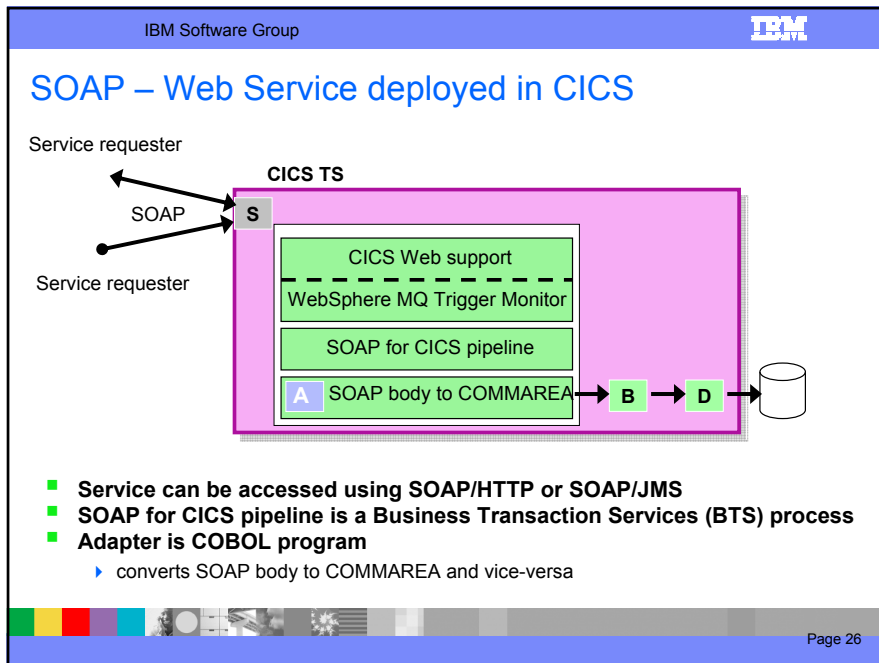 IBM Software Group
IBM
SOAP – Web Service deployed in CICS
Service requester
CICS TS
SOAP
S
Service requester
CICS Web support
WebSphere MQ Trigger Monitor
SOAP for CICS pipeline
A SOAP body to COMMAREA
B
D
Service can be accessed using SOAP/HTTP or SOAP/JMS
SOAP for CICS pipeline is a Business Transaction Services (BTS) process
Adapter is COBOL program
converts SOAP body to COMMAREA and vice-versa
Page 26